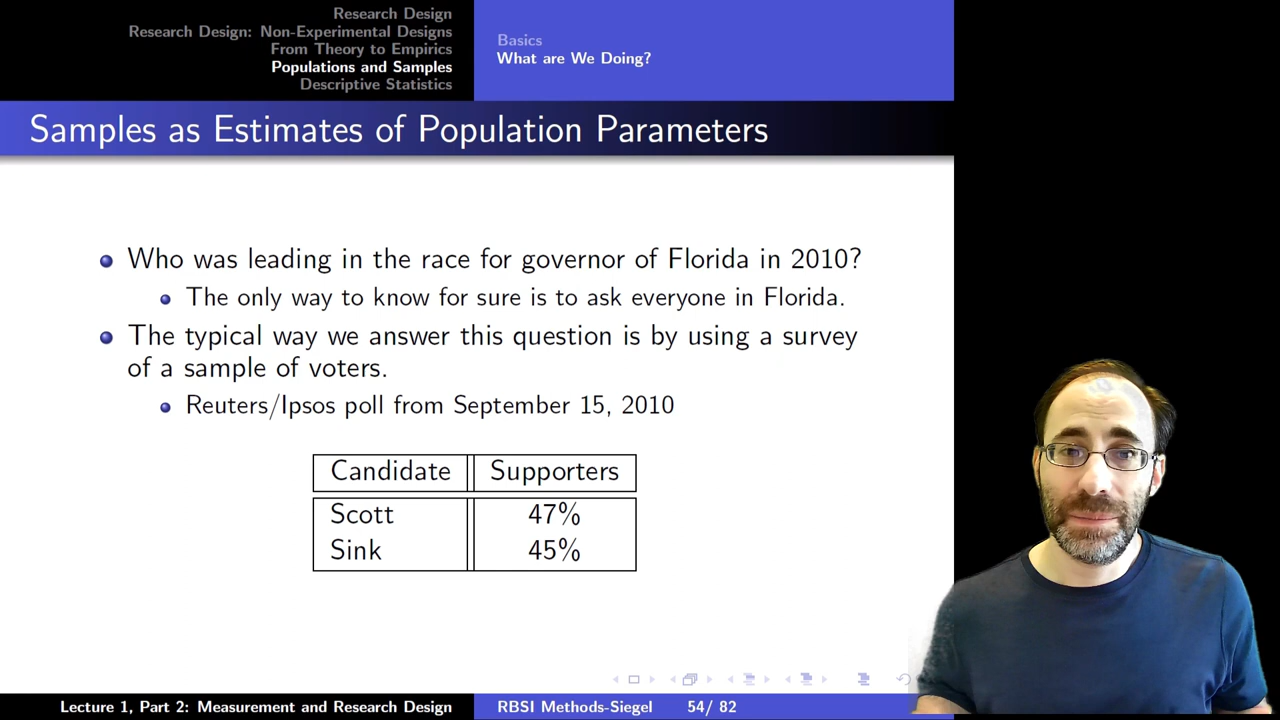 Research Design
Research Design: Non-Experimental Designs
From Theory to Empirics
Populations and Samples
Descriptive Statistics
Basics
What are We Doing?
Samples as Estimates of Population Parameters
Who was leading in the race for governor of Florida in 2010?
The only way to know for sure is to ask everyone in Florida.
The typical way we answer this question is by using a survey
of a sample of voters.
Reuters/Ipsos poll from September 15, 2010
Candidate Supporters
Scott 47%
Sink 45%
Lecture 1, Part 2: Measurement and Research Design RBSI Methods-Siegel 54/ 82